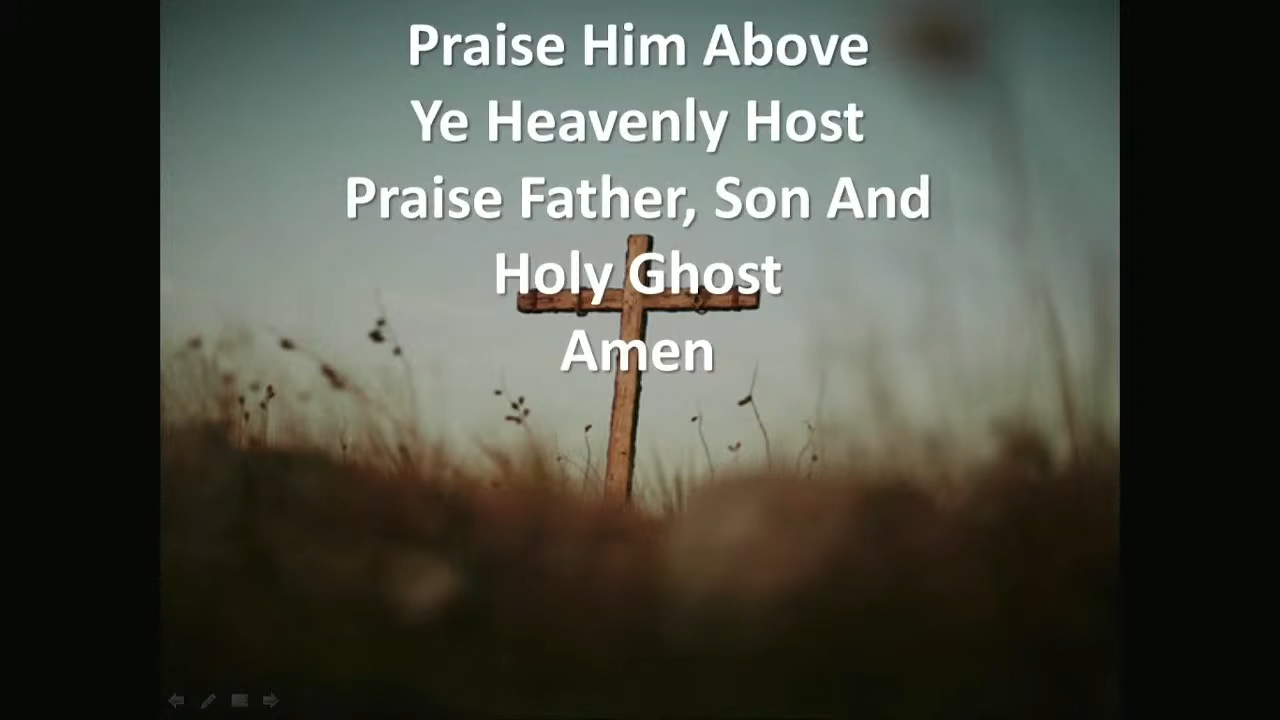 Praise Him Above
Ye Heavenly Host
Praise Father, Son And
Holy Ghost
Amen